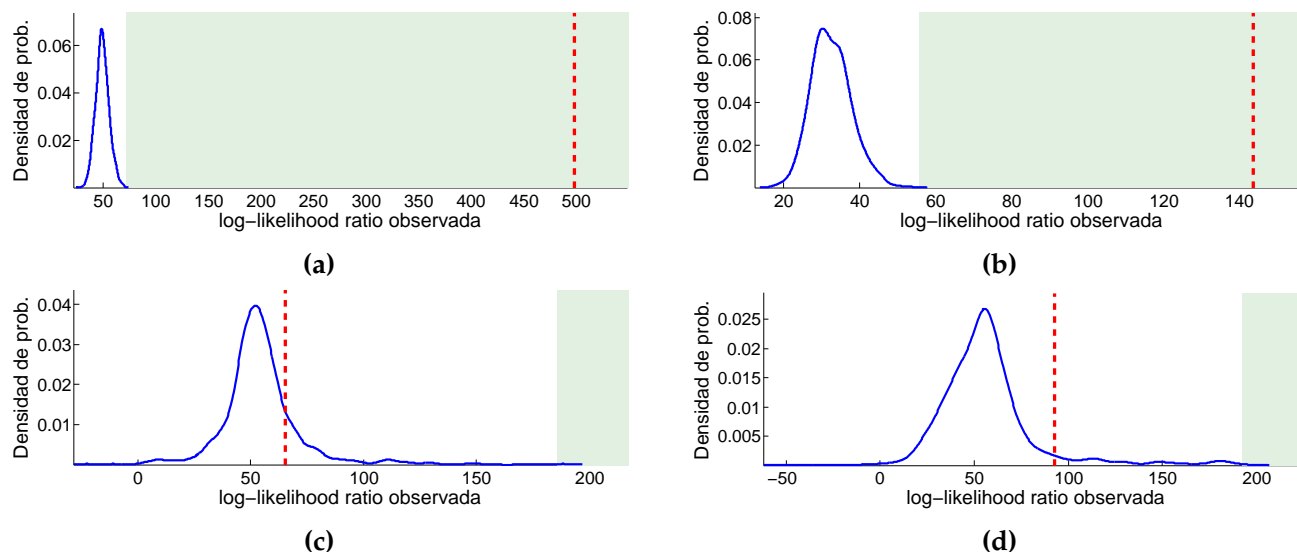 Densidad de prob.
0.06
0.04
0.02
50 100 150 200 250 300 350 400 450 500
log−likelihood ratio observada
(a)
Densidad de prob.
0.08
0.06
0.04
0.02
20 40 60 80 100 120 140
log−likelihood ratio observada
(b)
Densidad de prob.
0.04
0.03
0.02
0.01
0 50 100 150 200
log−likelihood ratio observada
(c)
Densidad de prob.
0.025
0.02
0.015
0.01
0.005
−50 0 50 100 150 200
log−likelihood ratio observada
(d)